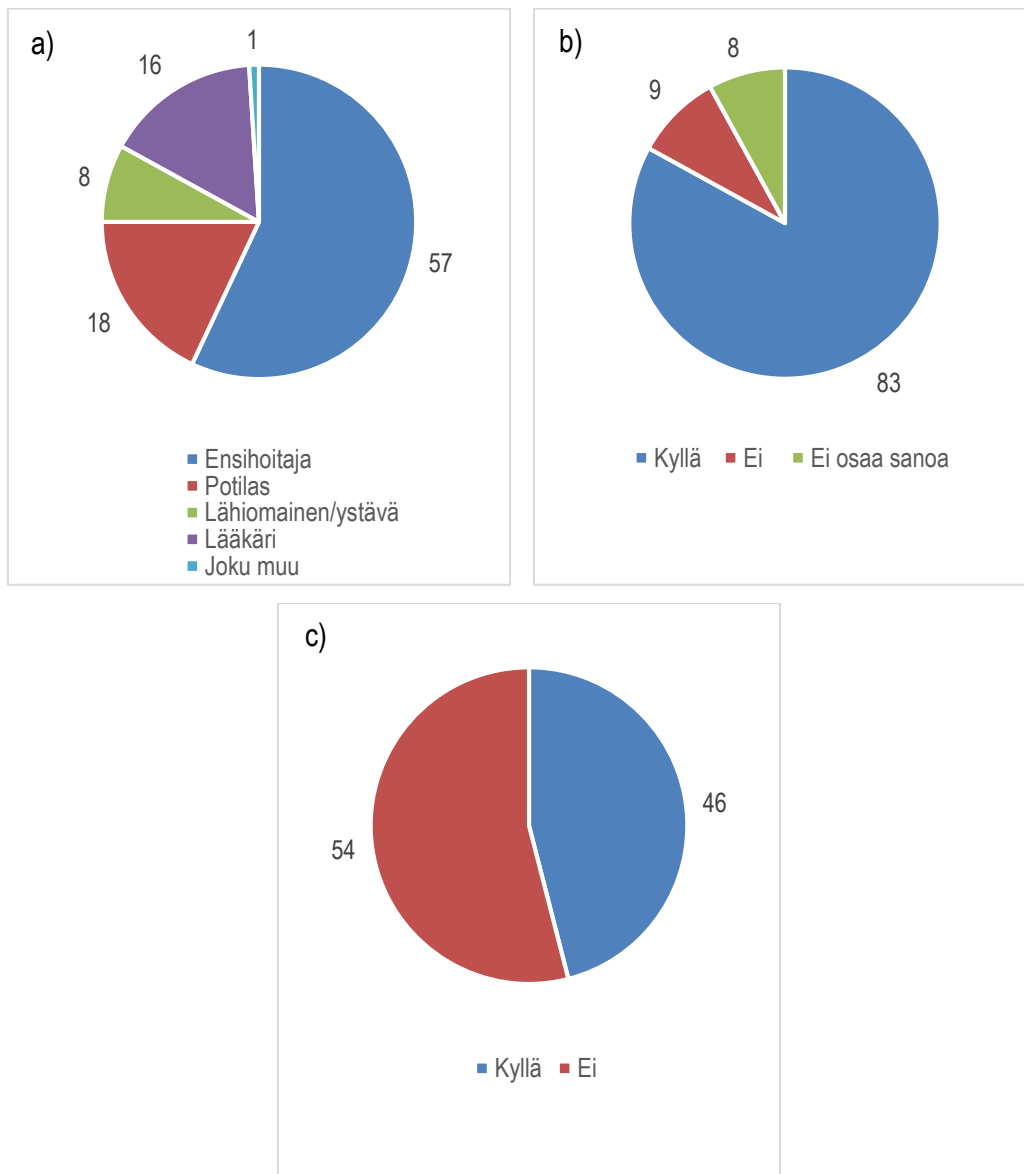 a)
1
16
8
18
57
Ensihoitaja
Potilas
Lähiomainen/ystävä
Lääkäri
Joku muu
b)
8
9
83
Kyllä Ei Ei osaa sanoa
c)
46
54
Kyllä Ei